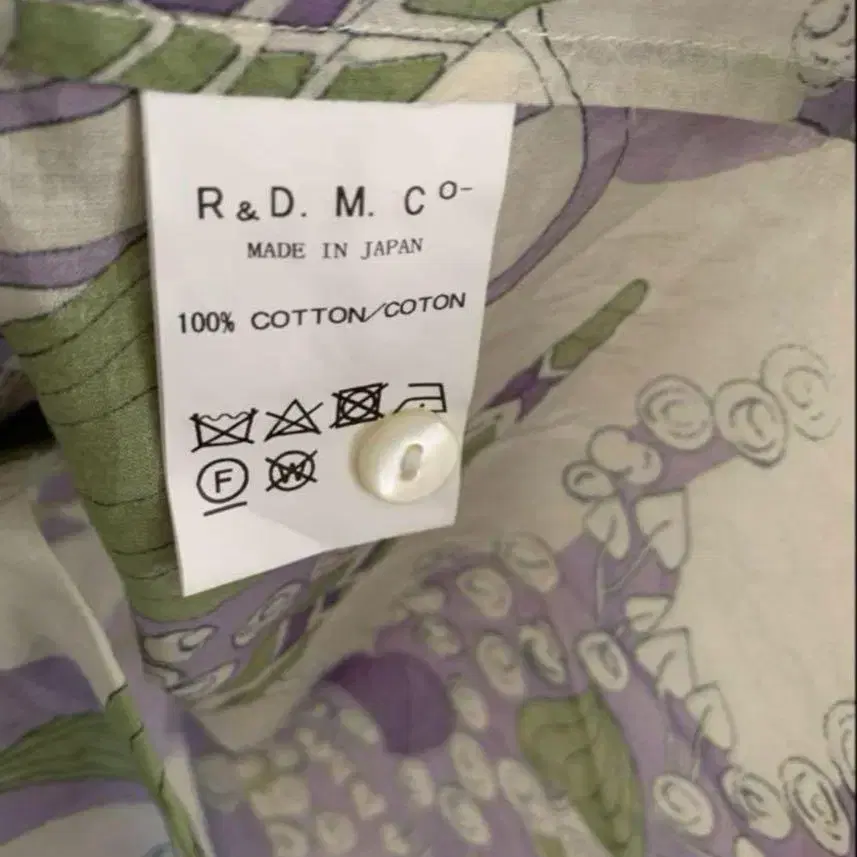 R & D. M. Co-
MADE IN JAPAN
100% COTTON/COTON
F W